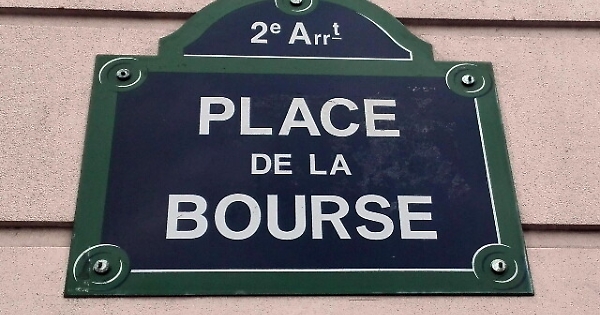 2e Arrt
PLACE
DE LA
BOURSE